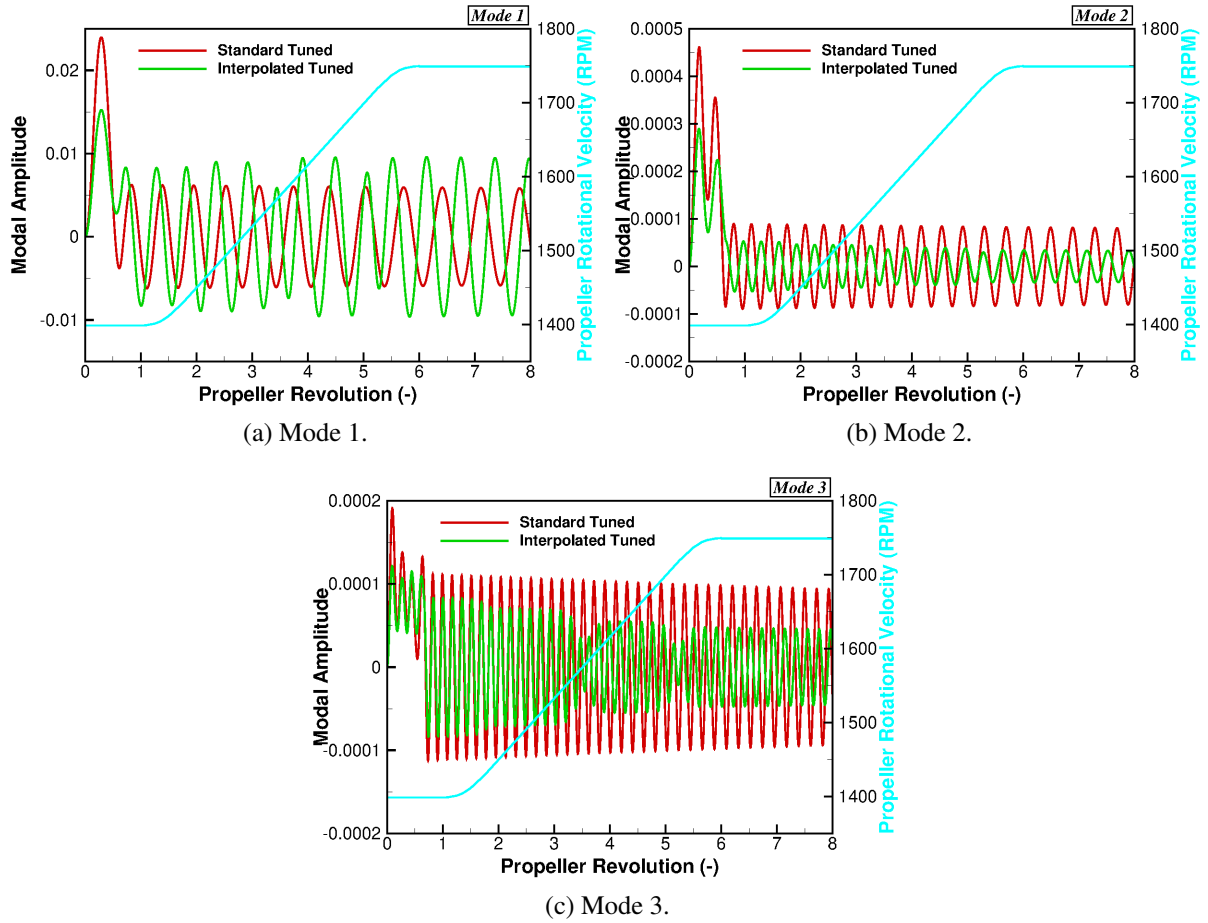 Mode 1
Standard Tuned
Interpolated Tuned
Modal Amplitude
0.02
0.01
0
-0.01
0 1 2 3 4 5 6 7 8
Propeller Revolution (-)
1800
1700
1600
1500
1400
Propeller Rotational Velocity (RPM)
(a) Mode 1.
Mode 2
Standard Tuned
Interpolated Tuned
Modal Amplitude
0.0005
0.0004
0.0003
0.0002
0.0001
0
-0.0001
-0.0002
0 1 2 3 4 5 6 7 8
Propeller Revolution (-)
1800
1700
1600
1500
1400
Propeller Rotational Velocity (RPM)
(b) Mode 2.
Mode 3
Standard Tuned
Interpolated Tuned
Modal Amplitude
0.0002
0.0001
0
-0.0001
-0.0002
0 1 2 3 4 5 6 7 8
Propeller Revolution (-)
1800
1700
1600
1500
1400
Propeller Rotational Velocity (RPM)
(c) Mode 3.